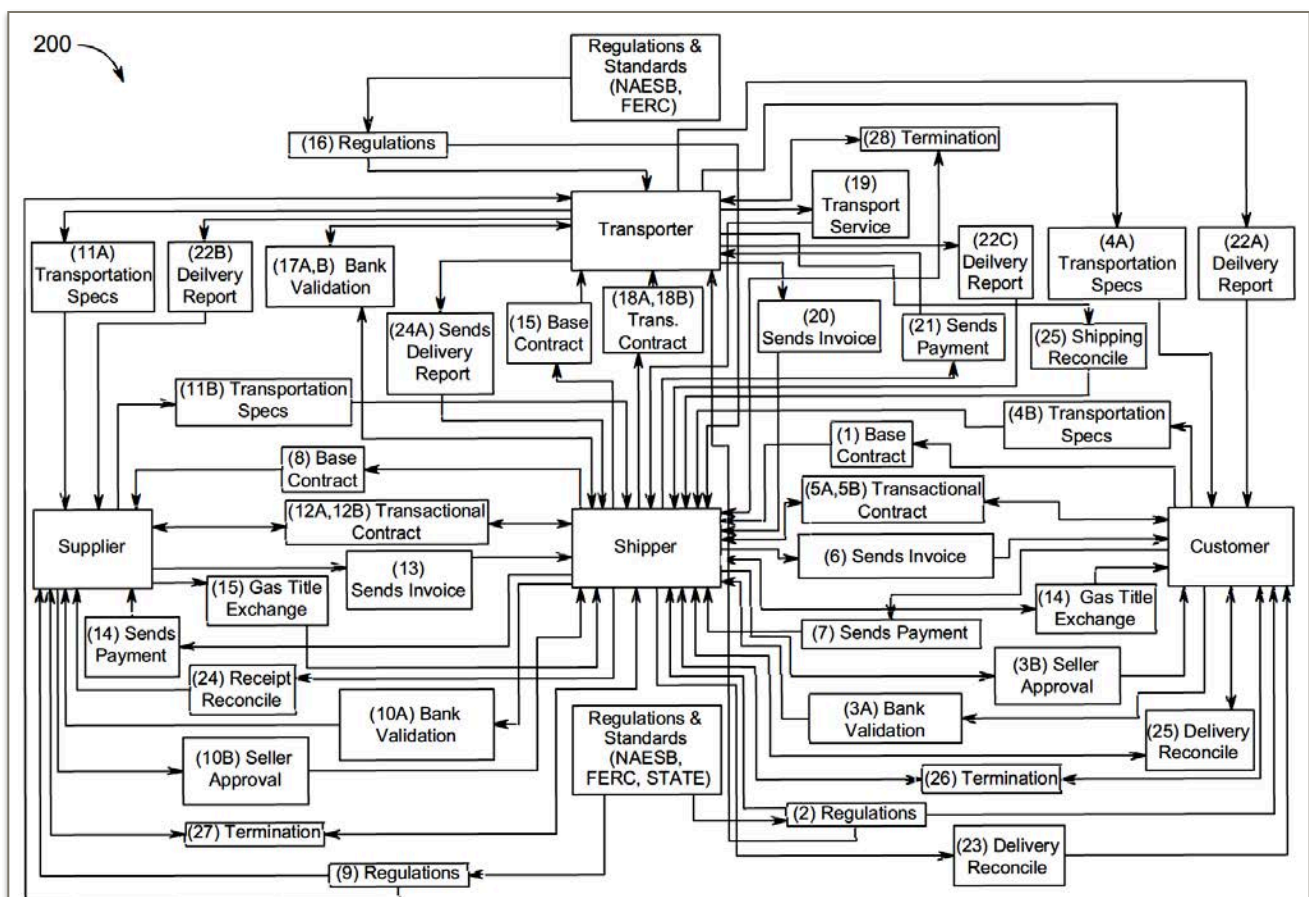 200
Regulations &
Standards
(NAESB,
FERC)
(16) Regulations
(28) Termination
(19)
Transport
Service
Transporter
(11A)
Transportation
Specs
(22B)
Deilvery
Report
(17A,B) Bank
Validation
(22C)
Deilvery
Report
(4A)
Transportation
Specs
(22A)
Deilvery
Report
(24A) Sends
Delivery
Report
(15) Base
Contract
(18A,18B)
Trans.
Contract
(20)
Sends Invoice
(21) Sends
Payment
(25) Shipping
Reconcile
(11B) Transportation
Specs
(4B) Transportation
Specs
(8) Base
Contract
(1) Base
Contract
(12A,12B) Transactional
Contract
(5A,5B) Transactional
Contract
Supplier
Shipper
Customer
(13)
Sends Invoice
(6) Sends Invoice
(15) Gas Title
Exchange
(14) Gas Title
Exchange
(14) Sends
Payment
(7) Sends Payment
(24) Receipt
Reconcile
(3B) Seller
Approval
(10A) Bank
Validation
Regulations &
Standards
(NAESB,
FERC, STATE)
(3A) Bank
Validation
(25) Delivery
Reconcile
(10B) Seller
Approval
(26) Termination
(27) Termination
(2) Regulations
(23) Delivery
Reconcile
(9) Regulations